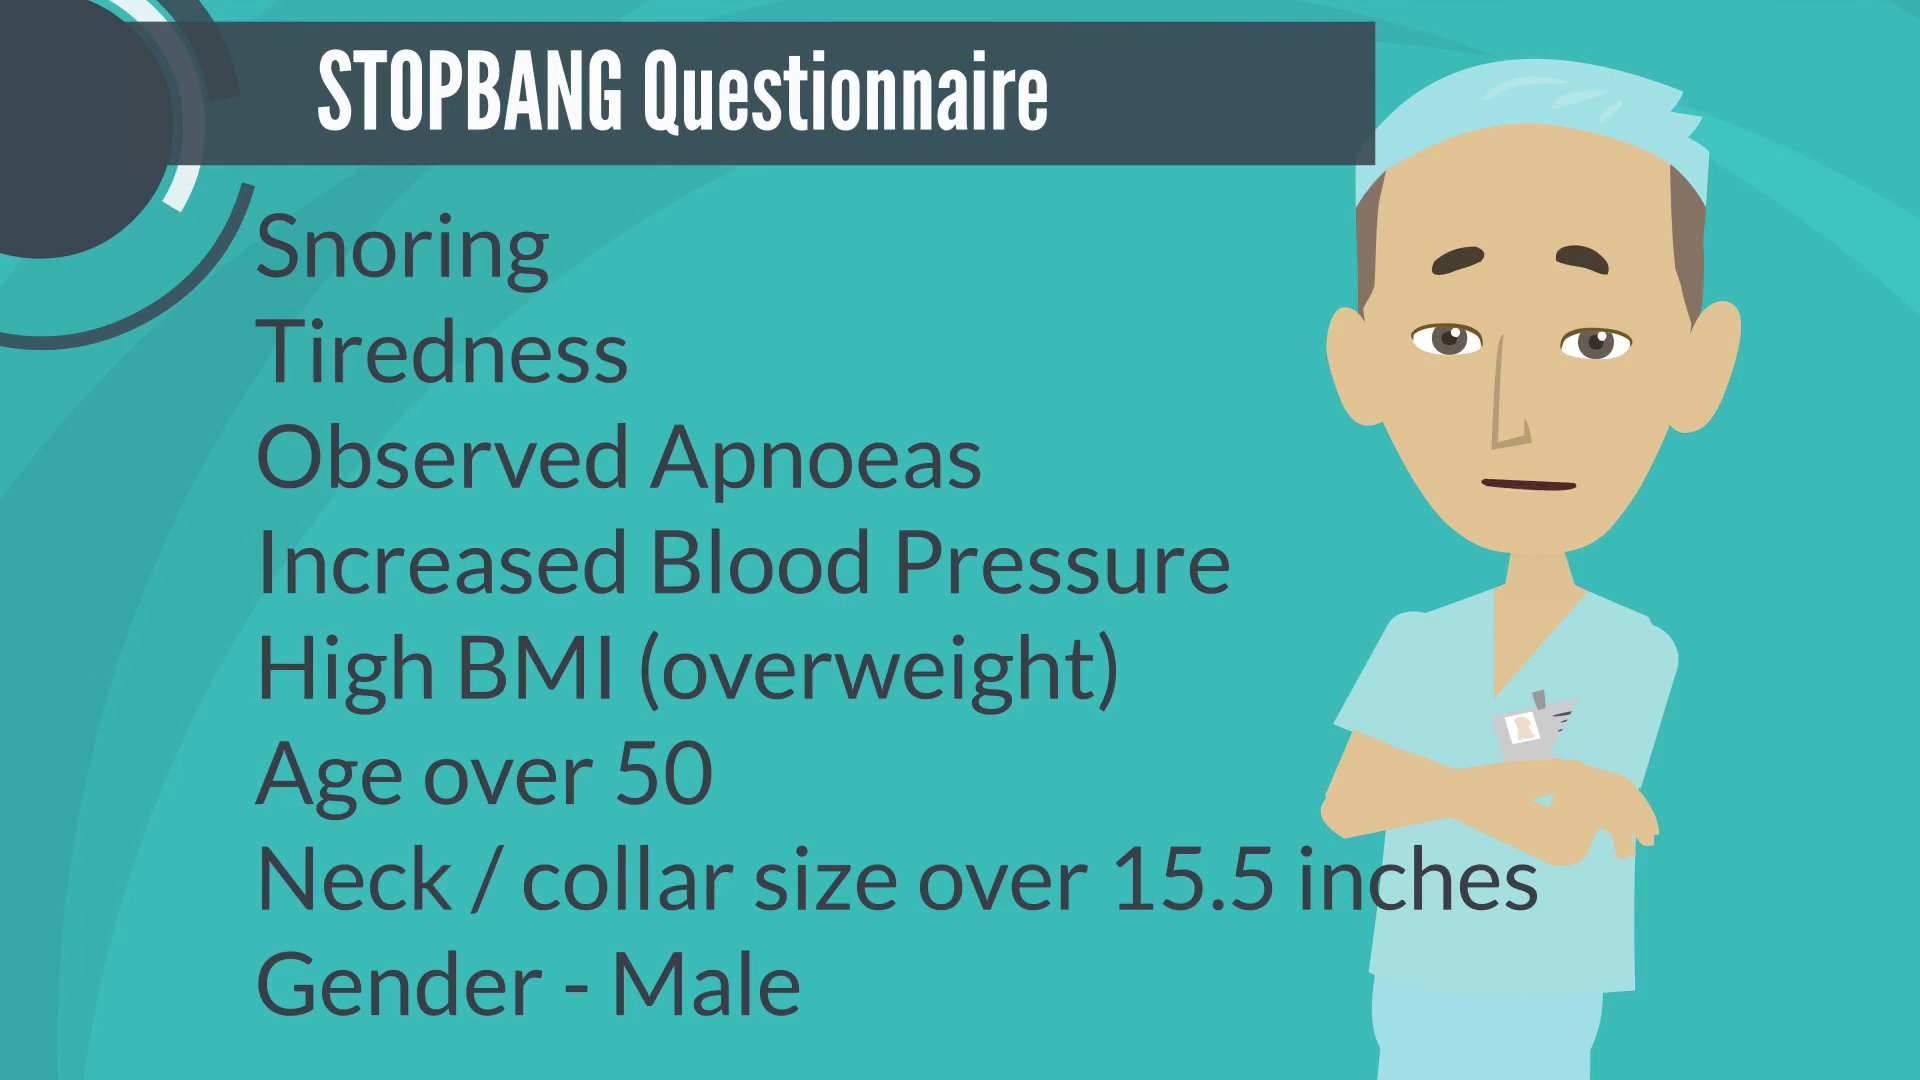 STOPBANG Questionnaire
Snoring
Tiredness
Observed Apnoeas
Increased Blood Pressure
High BMI (overweight)
Age over 50
Neck / collar size over 15.5 inches
Gender - Male